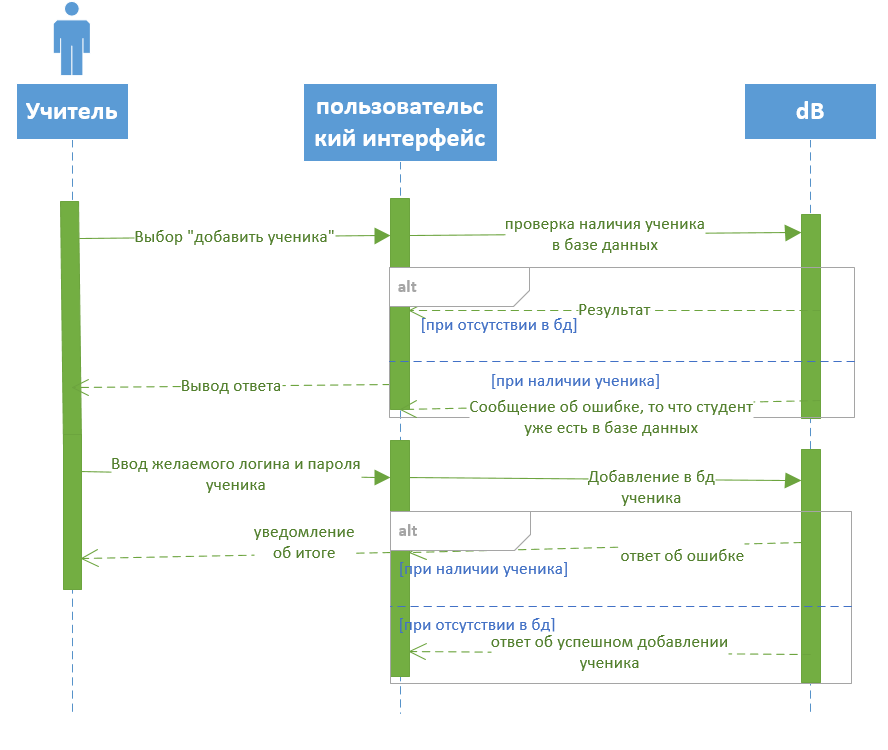 Учитель
пользовательс
кий интерфейс
dB
Выбор "добавить ученика"
проверка наличия ученика
в базе данных
alt
Результат
[при отсутствии в бд]
[при наличии ученика]
Вывод ответа
Сообщение об ошибке, то что студент
уже есть в базе данных
Ввод желаемого логина и пароля
ученика
Добавление в бд
ученика
alt
уведомление
об итоге
ответ об ошибке
[при наличии ученика]
[при отсутствии в бд]
ответ об успешном добавлении
ученика